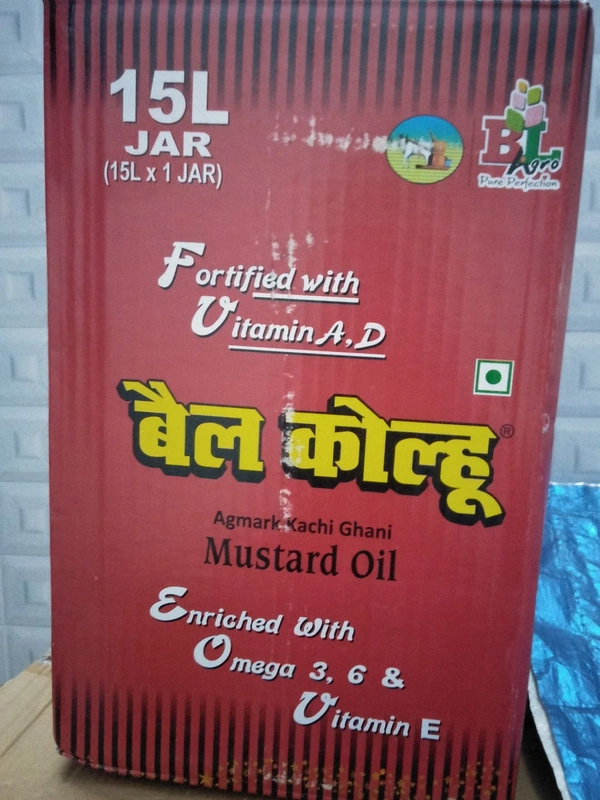 15L
JAR
(15L x 1 JAR)
BL
Agro
Pure Perfection
Fortified with
Vitamin A, D
बैल कोल्हू®
Agmark Kachi Ghani
Mustard Oil
Enriched With
Omega 3, 6 &
Vitamin E